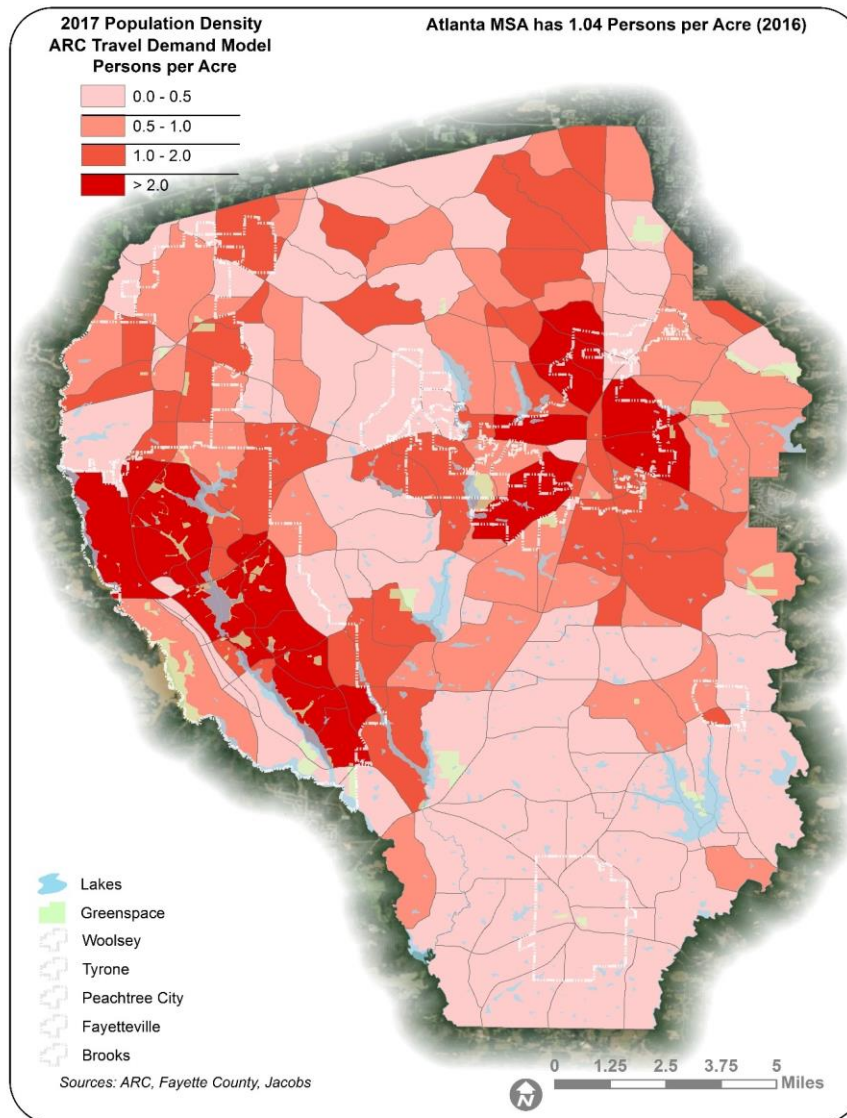 2017 Population Density
ARC Travel Demand Model
Persons per Acre
0.0 - 0.5
0.5 - 1.0
1.0 - 2.0
> 2.0
Atlanta MSA has 1.04 Persons per Acre (2016)
Lakes
Greenspace
Woolsey
Tyrone
Peachtree City
Fayetteville
Brooks
Sources: ARC, Fayette County, Jacobs
N
0 1.25 2.5 3.75 5
Miles